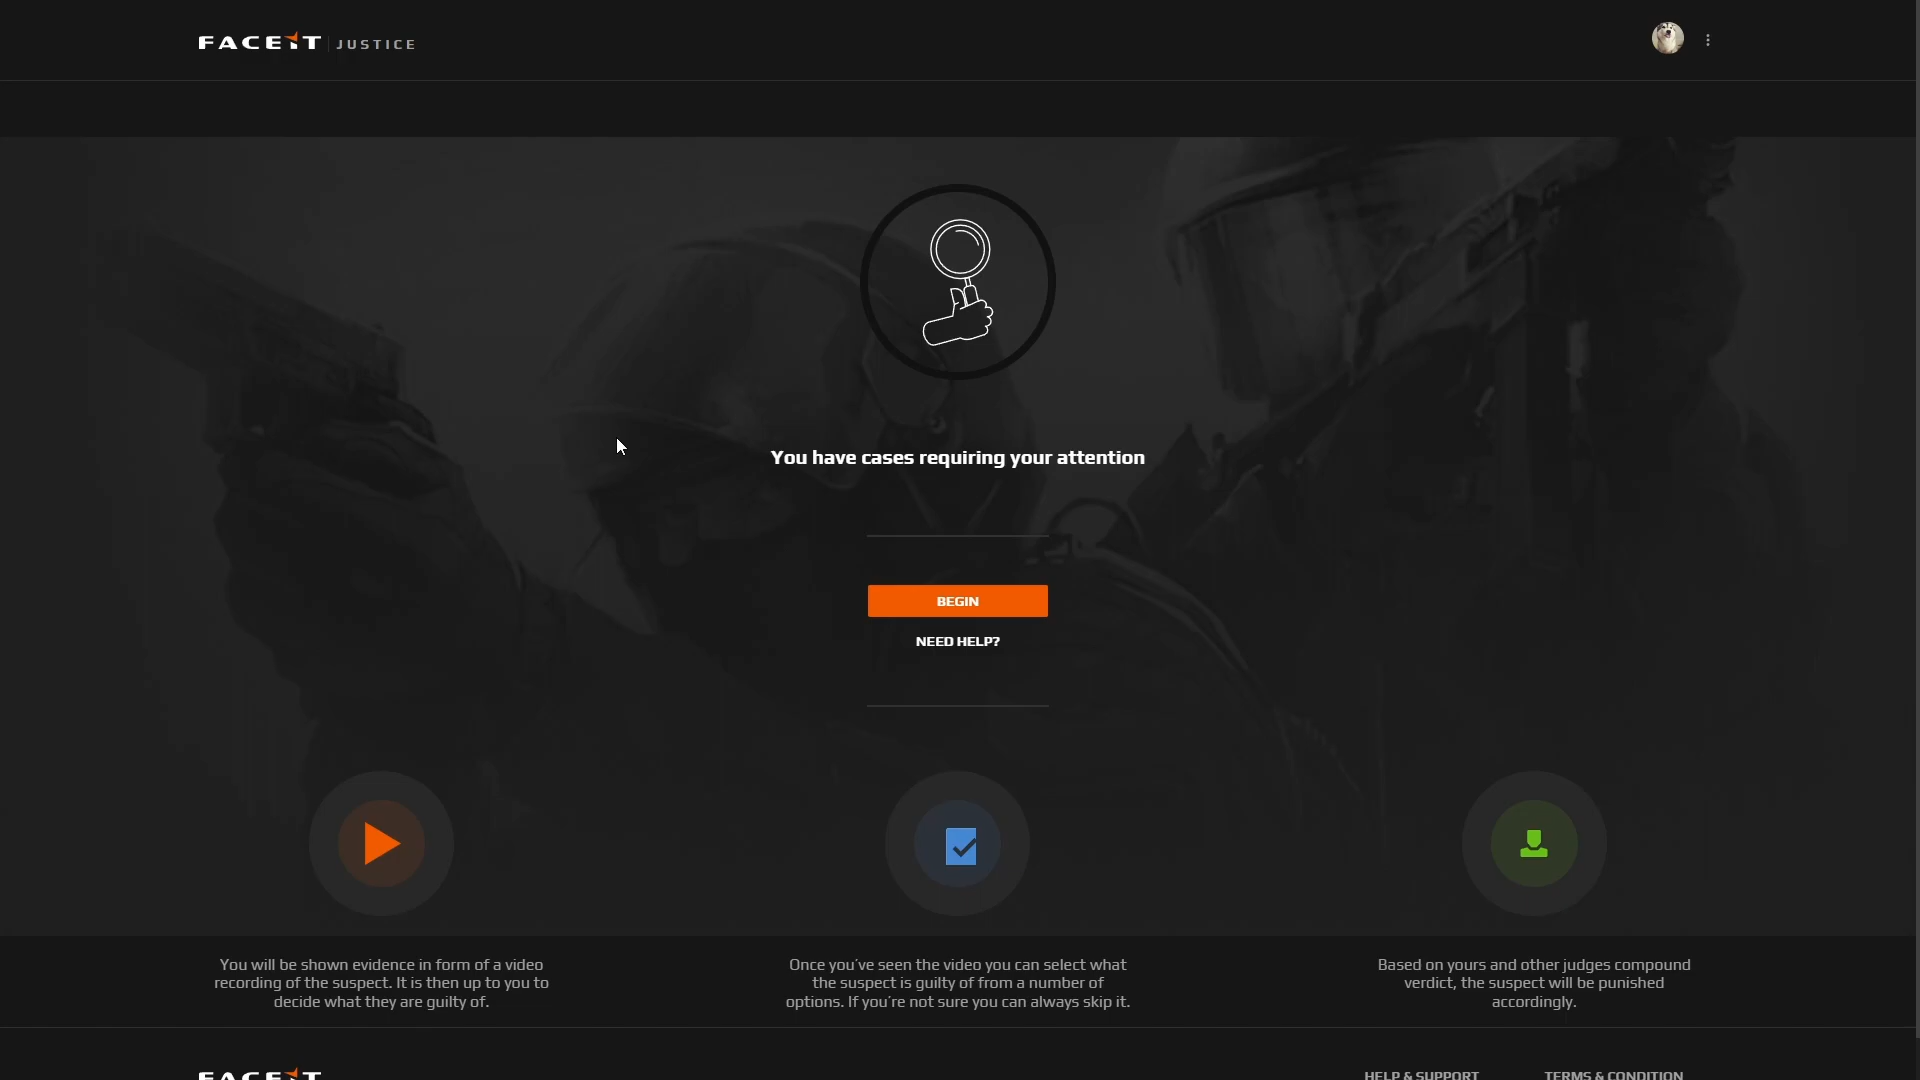 FACEIT JUSTICE
You have cases requiring your attention
BEGIN
NEED HELP?
You will be shown evidence in form of a video
recording of the suspect. It is then up to you to
decide what they are guilty of.
Once you've seen the video you can select what
the suspect is guilty of from a number of
options. If you're not sure you can always skip it.
Based on yours and other judges compound
verdict, the suspect will be punished
accordingly.
FACEIT
HELP & SUPPORT
TERMS & CONDITION